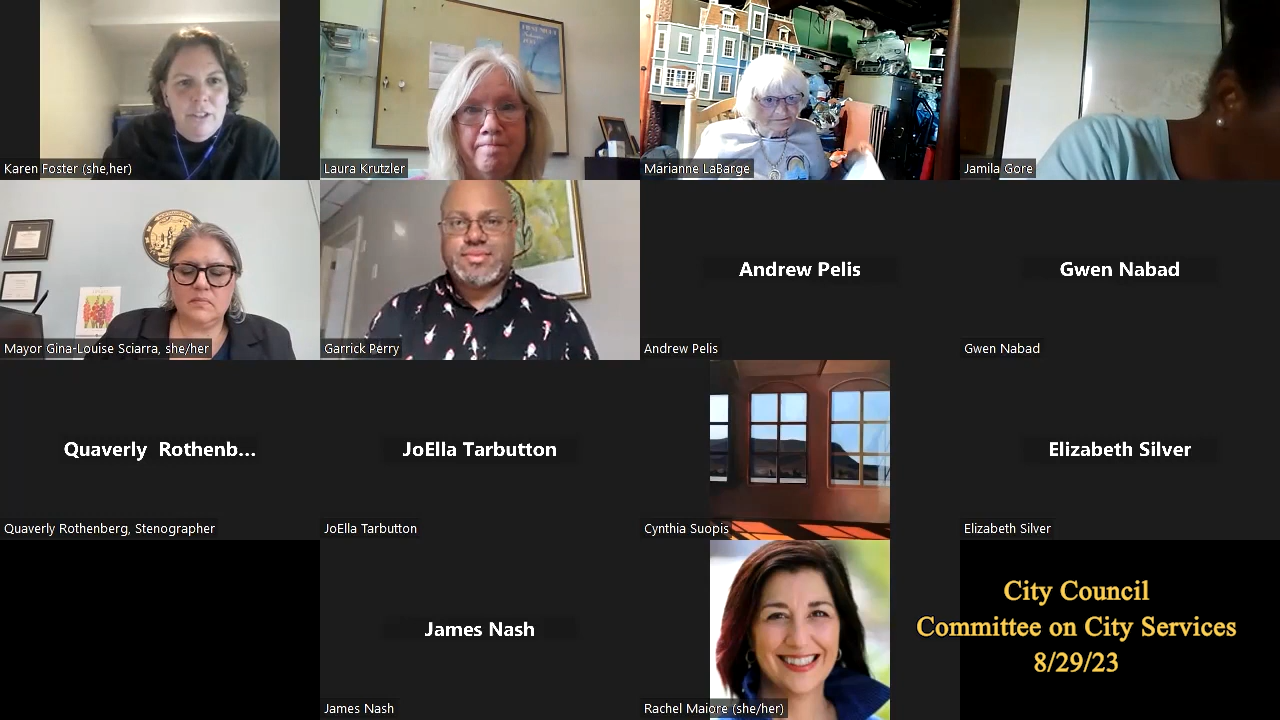 Karen Foster (she,her)
Laura Krutzler
Marianne LaBarge
Jamila Gore
Mayor Gina-Louise Sciarra, she/her
Garrick Perry
Andrew Pelis
Andrew Pelis
Gwen Nabad
Gwen Nabad
Quaverly Rothenb...
Quaverly Rothenberg, Stenographer
JoElla Tarbutton
JoElla Tarbutton
Cynthia Suopis
Elizabeth Silver
Elizabeth Silver
James Nash
James Nash
Rachel Maiore (she/her)
City Council
Committee on City Services
8/29/23